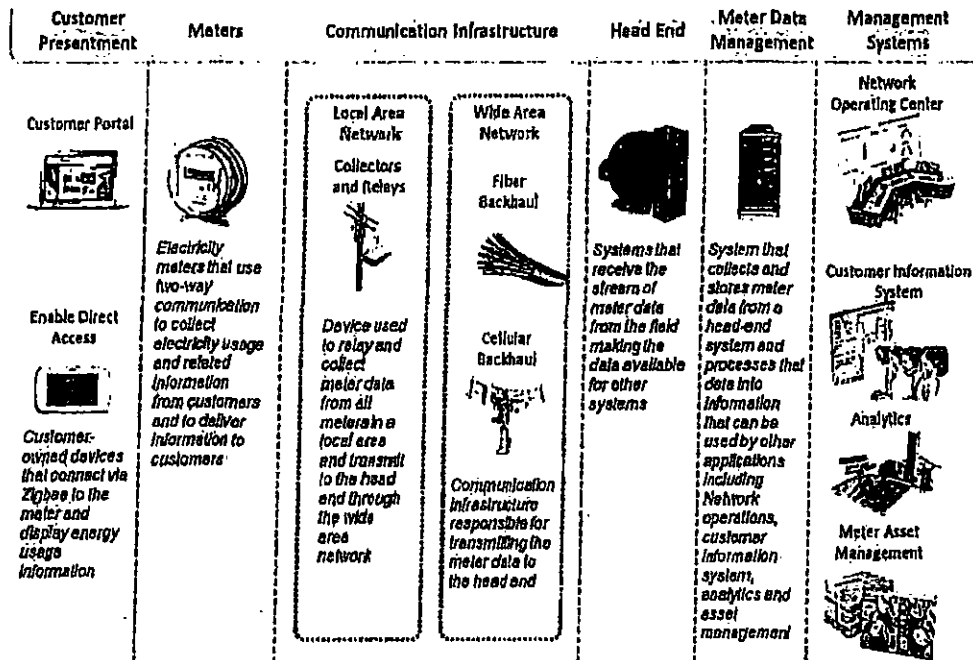 Customer
Presentment
Meters
Communication Infrastructure
Head End
Meter Data
Management
Management
Systems
Customer Portal
Enable Direct
Access
Customer-
owned devices
that connect via
Zigbee to the
meter and
display energy
usage
information
Electricity
meters that use
two-way
communication
to collect
electricity usage
and related
information
from customers
and to deliver
information to
customers
Local Area
Network
Collectors
and Relays
Device used
to relay and
collect
meter data
from all
meters in a
local area
and transmit
to the head
end through
the wide
area
network
Wide Area
Network
Fiber
Backhaul
Cellular
Backhaul
Communication
infrastructure
responsible for
transmitting the
meter data to
the head end
Systems that
receive the
stream of
meter data
from the field
making the
data available
for other
systems
System that
collects and
stores meter
data from a
head-end
system and
processes that
data into
information
that can be
used by other
applications
including
Network
operations,
customer
information
system,
analytics and
asset
management
Network
Operating Center
Customer Information
System
Analytics
Meter Asset
Management